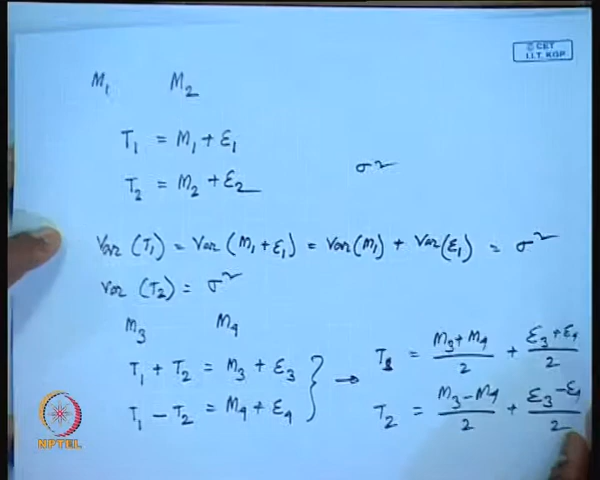 © CET
I.I.T. KGP
M₁ M₂
T₁ = M₁ + ε₁
T₂ = M₂ + ε₂
σ²
Var (T₁) = Var (M₁ + ε₁) = Var(M₁) + Var(ε₁) = σ²
Var (T₂) = σ²
M₃ M₄
T₁ + T₂ = M₃ + ε₃
T₁ − T₂ = M₄ + ε₄
} → T₁ = (M₃ + M₄)/2 + (ε₃ + ε₄)/2
T₂ = (M₃ − M₄)/2 + (ε₃ − ε₄)/2
NPTEL